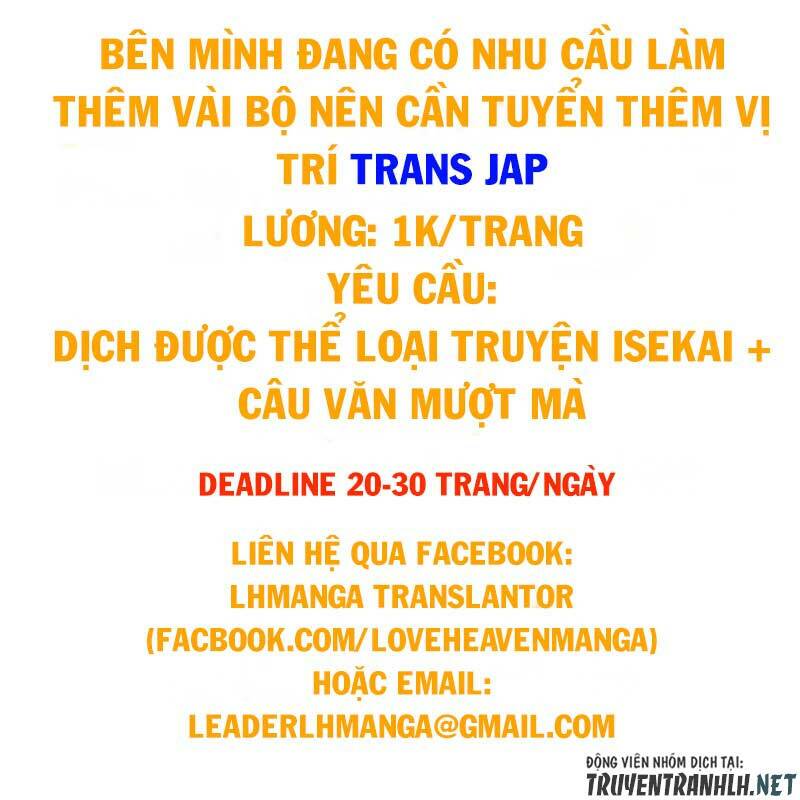 BÊN MÌNH ĐANG CÓ NHU CẦU LÀM
THÊM VÀI BỘ NÊN CẦN TUYỂN THÊM VỊ
TRÍ TRANS JAP
LƯƠNG: 1K/TRANG
YÊU CẦU:
DỊCH ĐƯỢC THỂ LOẠI TRUYỆN ISEKAI +
CÂU VĂN MƯỢT MÀ
DEADLINE 20-30 TRANG/NGÀY
LIÊN HỆ QUA FACEBOOK:
LHMANGA TRANSLANTOR
(FACBOOK.COM/LOVEHEAVENMANGA)
HOẶC EMAIL:
LEADERLHMANGA@GMAIL.COM
ĐỘNG VIÊN NHÓM DỊCH TẠI:
TRUYENTRANHLH.NET